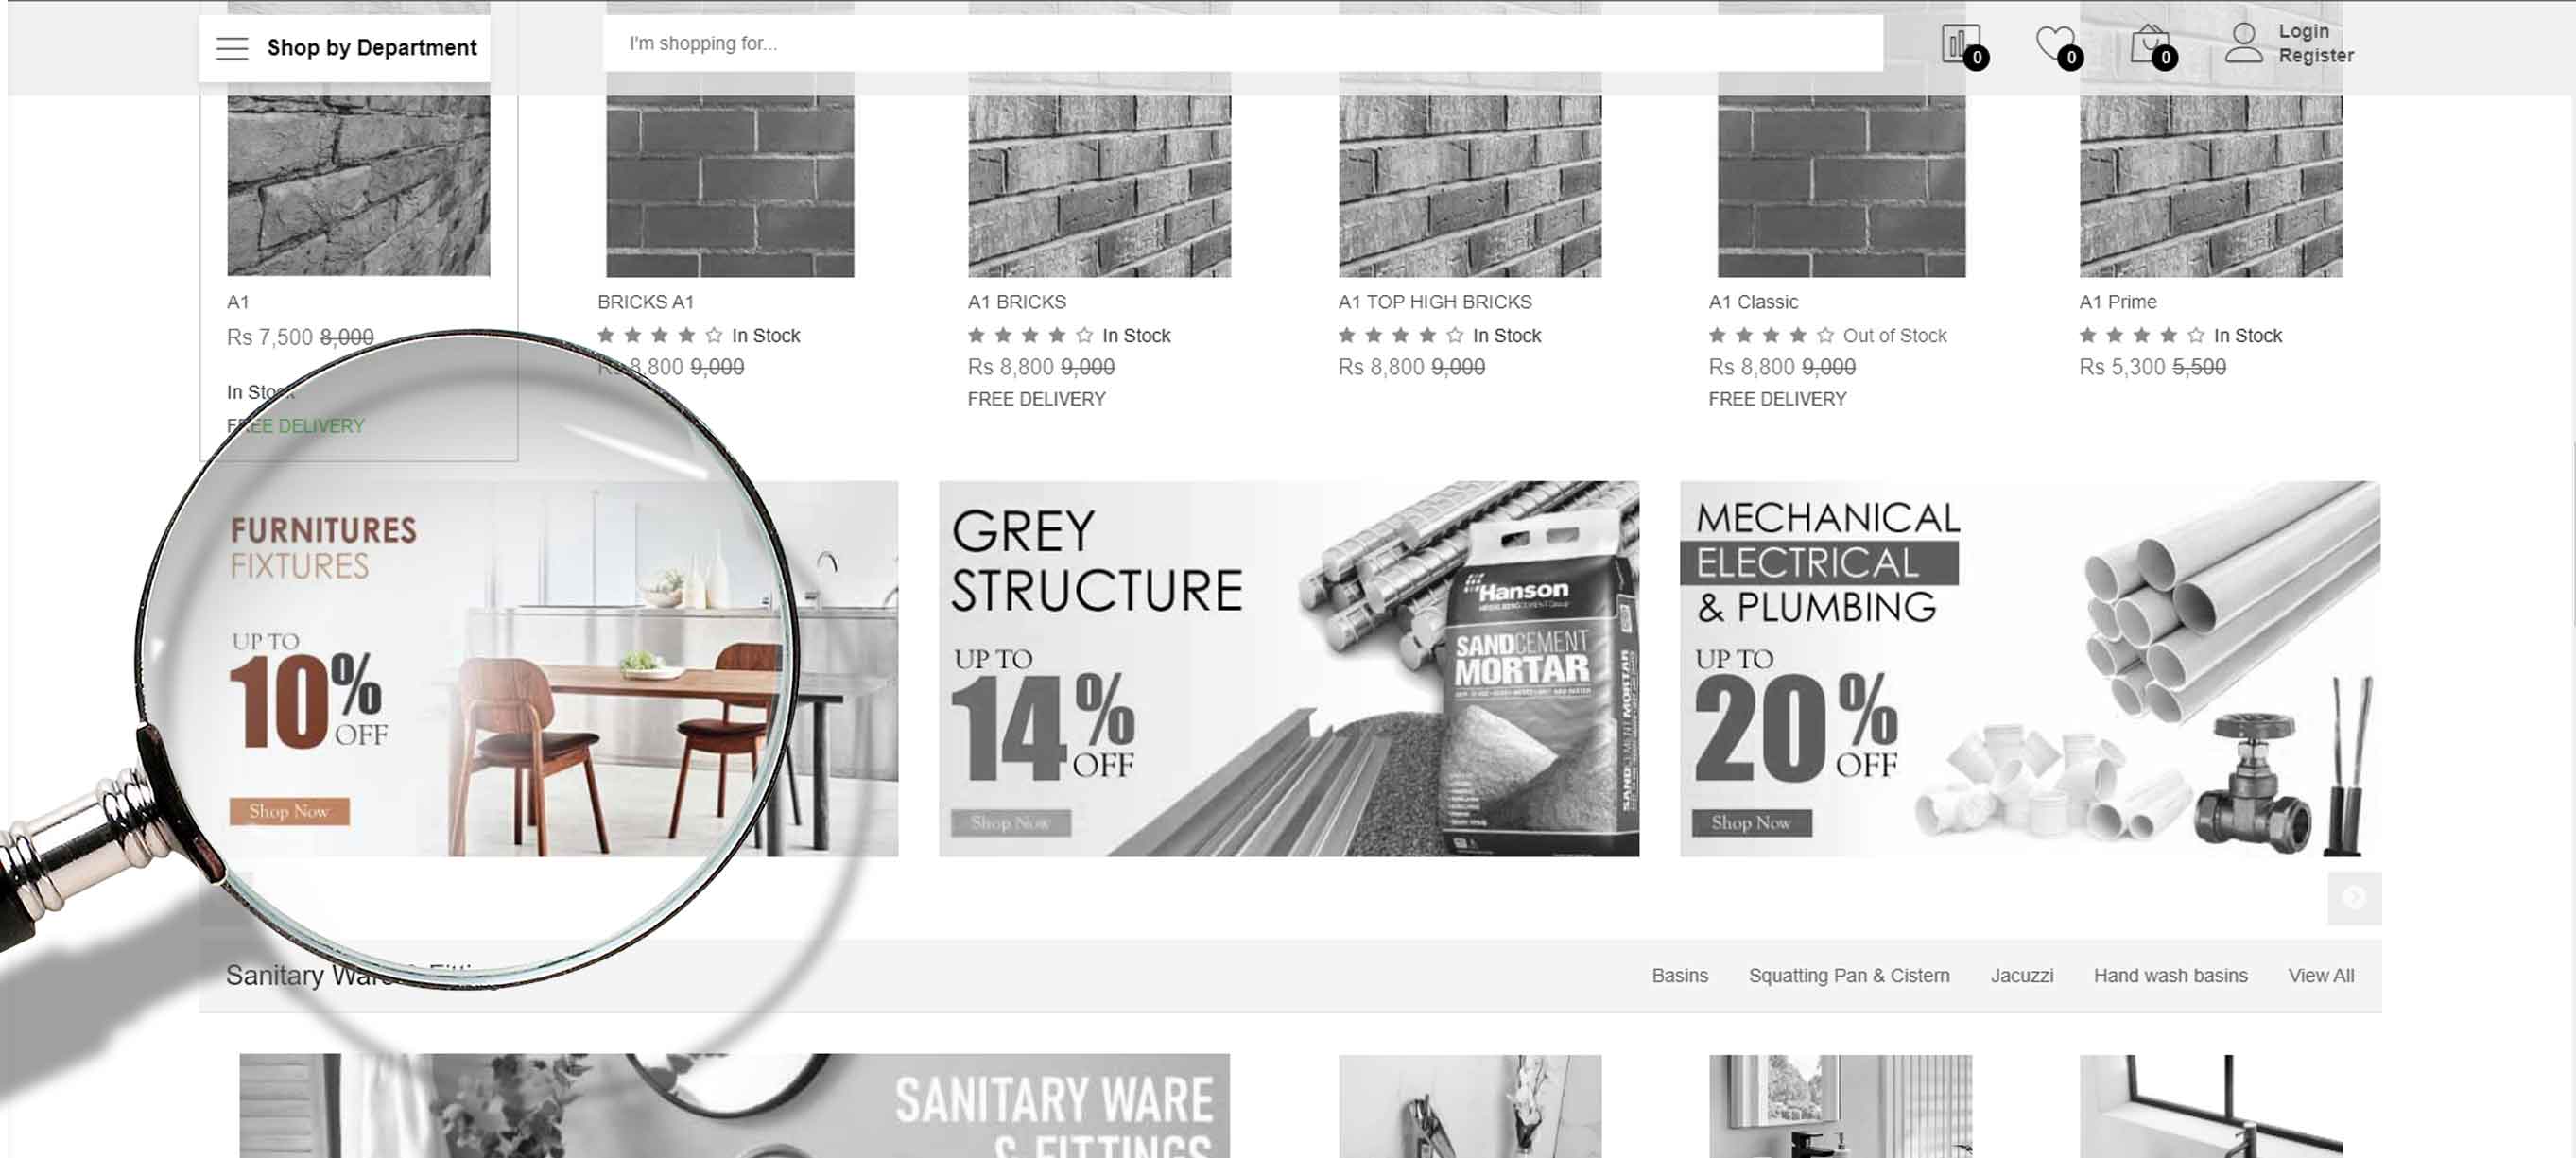 Shop by Department
I'm shopping for...
0
0
0
Login
Register
A1
Rs 7,500 8,000
In Stock
FREE DELIVERY
BRICKS A1
In Stock
Rs 8,800 9,000
A1 BRICKS
In Stock
Rs 8,800 9,000
FREE DELIVERY
A1 TOP HIGH BRICKS
In Stock
Rs 8,800 9,000
A1 Classic
Out of Stock
Rs 8,800 9,000
FREE DELIVERY
A1 Prime
In Stock
Rs 5,300 5,500
FURNITURES
FIXTURES
UP TO
10%
OFF
Shop Now
GREY
STRUCTURE
UP TO
14%
OFF
Shop Now
Hanson
SANDCEMENT
MORTAR
SANDCEMENT MORTAR
MECHANICAL
ELECTRICAL
& PLUMBING
UP TO
20%
OFF
Shop Now
Sanitary Ware & Fittings
Basins
Squatting Pan & Cistern
Jacuzzi
Hand wash basins
View All
SANITARY WARE
& FITTINGS